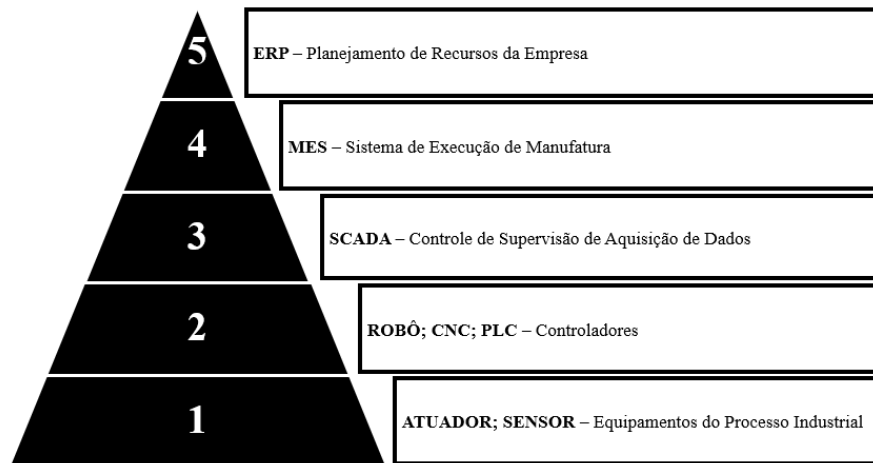 5
ERP – Planejamento de Recursos da Empresa
4
MES – Sistema de Execução de Manufatura
3
SCADA – Controle de Supervisão de Aquisição de Dados
2
ROBÔ; CNC; PLC – Controladores
1
ATUADOR; SENSOR – Equipamentos do Processo Industrial